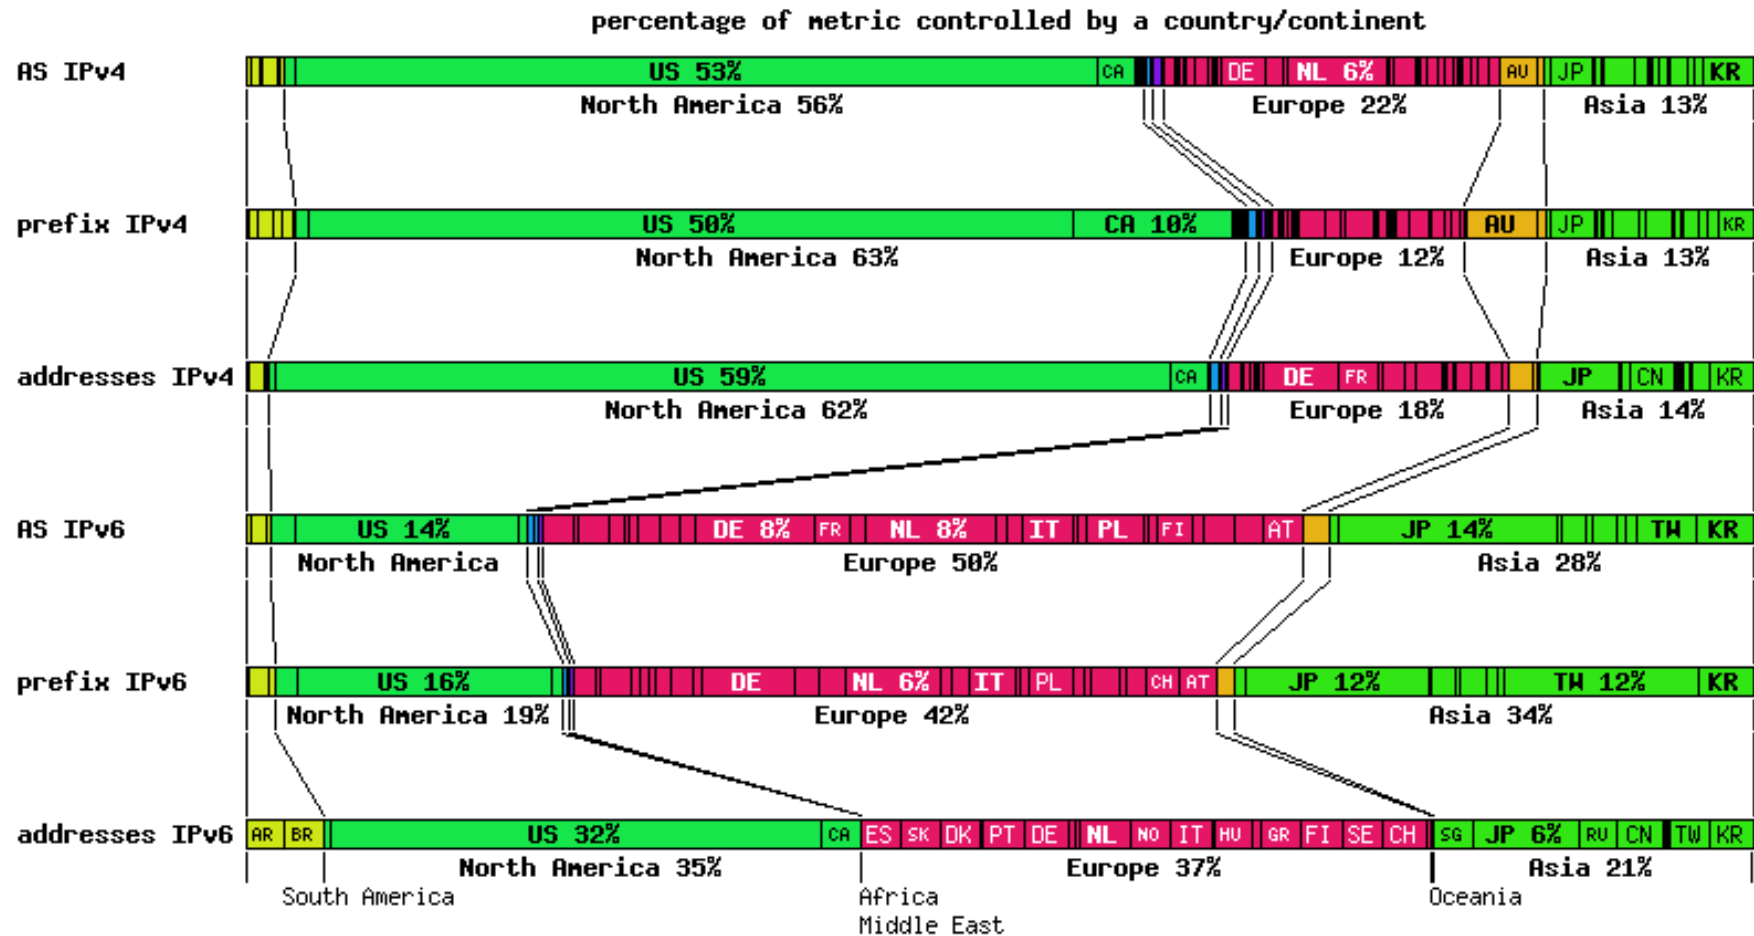 percentage of metric controlled by a country/continent
AS IPv4 US 53% CA DE NL 6% AU JP KR
North America 56% Europe 22% Asia 13%
prefix IPv4 US 50% CA 10% AU JP KR
North America 63% Europe 12% Asia 13%
addresses IPv4 US 59% CA DE FR JP CN KR
North America 62% Europe 18% Asia 14%
AS IPv6 US 14% DE 8% FR NL 8% IT PL FI AT JP 14% TW KR
North America Europe 50% Asia 28%
prefix IPv6 US 16% DE NL 6% IT PL CH AT JP 12% TW 12% KR
North America 19% Europe 42% Asia 34%
addresses IPv6 AR BR US 32% CA ES SK DK PT DE NL NO IT HU GR FI SE CH SG JP 6% RU CN TW KR
North America 35% Europe 37% Asia 21%
South America Africa Oceania
Middle East